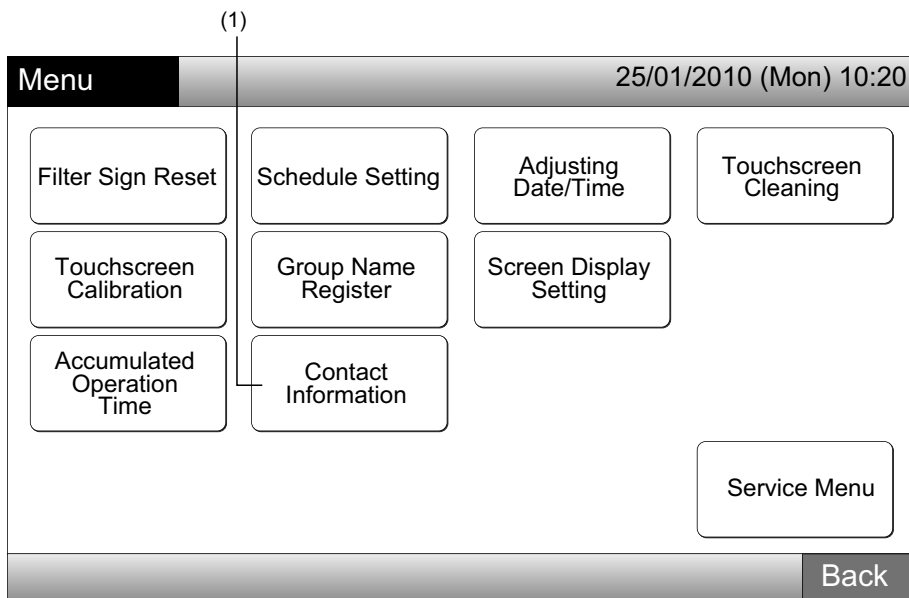 (1)
Menu
25/01/2010 (Mon) 10:20
Filter Sign Reset
Schedule Setting
Adjusting
Date/Time
Touchscreen
Cleaning
Touchscreen
Calibration
Group Name
Register
Screen Display
Setting
Accumulated
Operation
Time
Contact
Information
Service Menu
Back